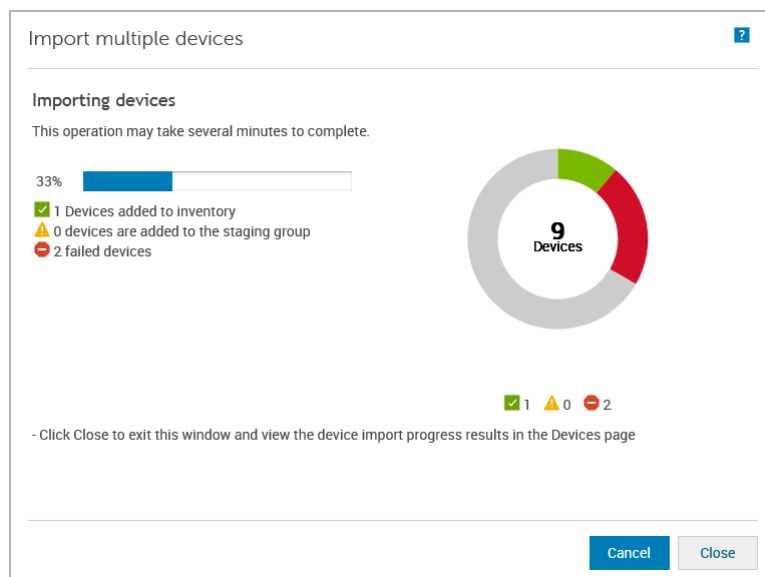 Import multiple devices
?
Importing devices
This operation may take several minutes to complete.
33%
1 Devices added to inventory
0 devices are added to the staging group
2 failed devices
9
Devices
1 0 2
- Click Close to exit this window and view the device import progress results in the Devices page
Cancel Close